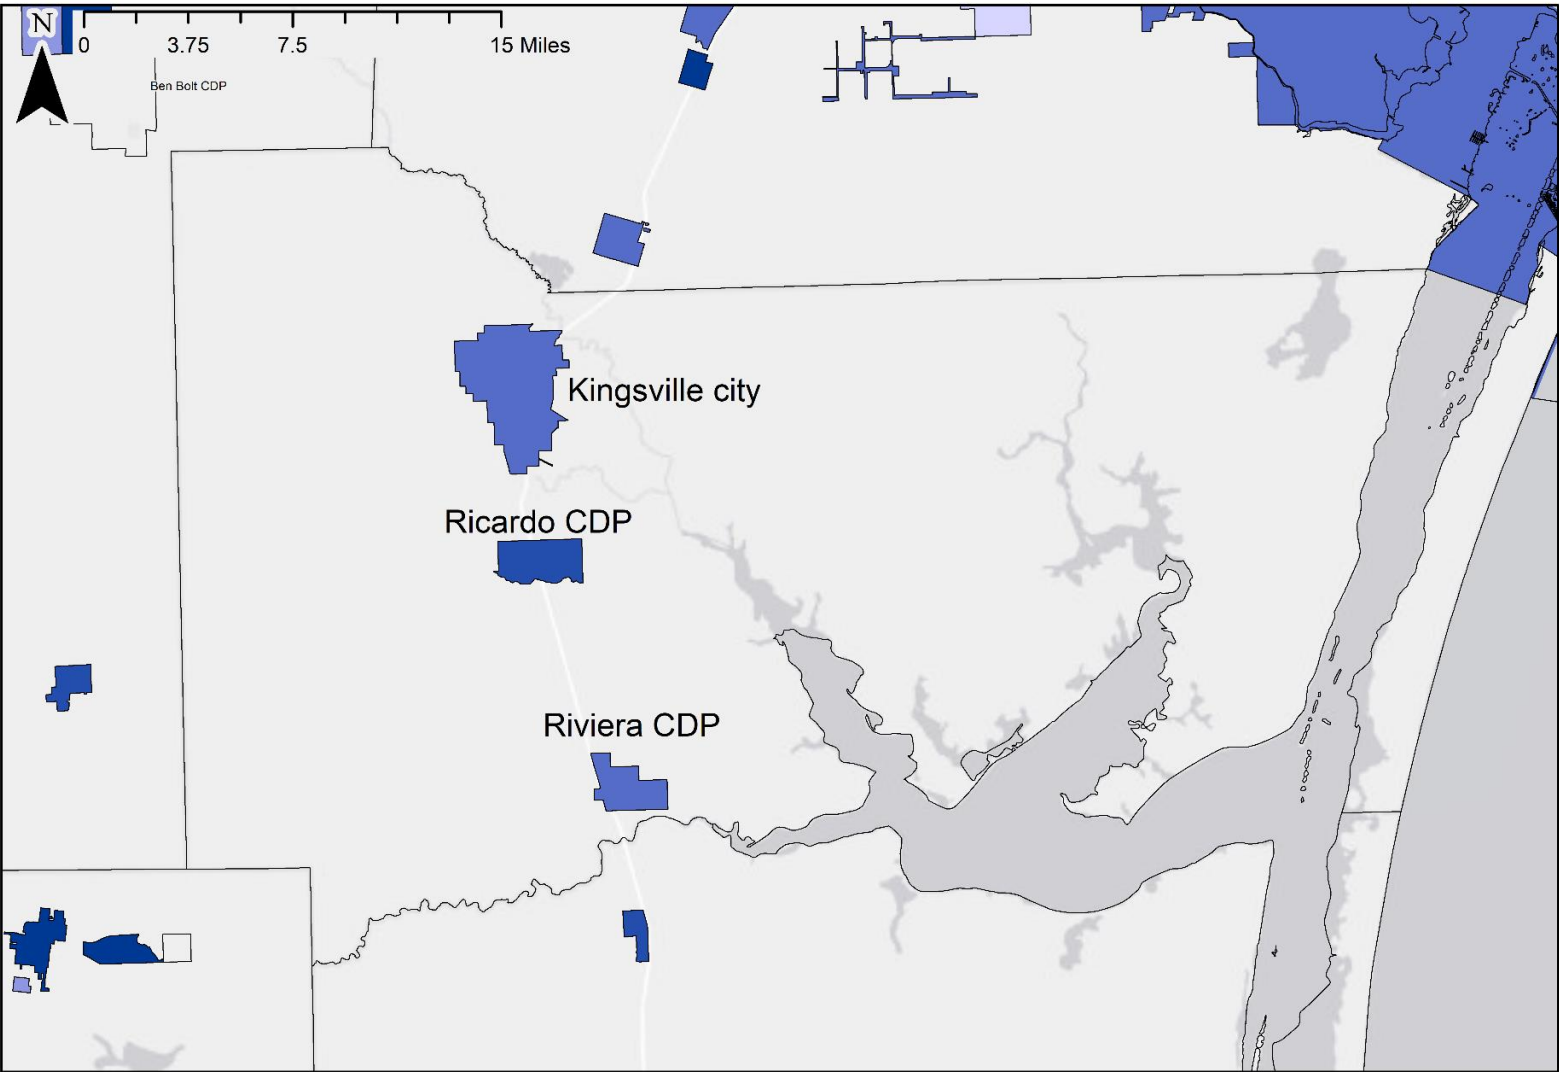 N
0 3.75 7.5 15 Miles
Ben Bolt CDP
Kingsville city
Ricardo CDP
Riviera CDP